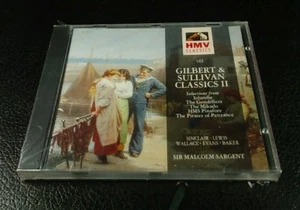 HMV
CLASSICS
GILBERT &
SULLIVAN
CLASSICS II
Selections from
Iolanthe
The Gondoliers
The Mikado
HMS Pinafore
The Pirates of Penzance
SINCLAIR · LEWIS
WALLACE · EVANS · BAKER
SIR MALCOLM SARGENT